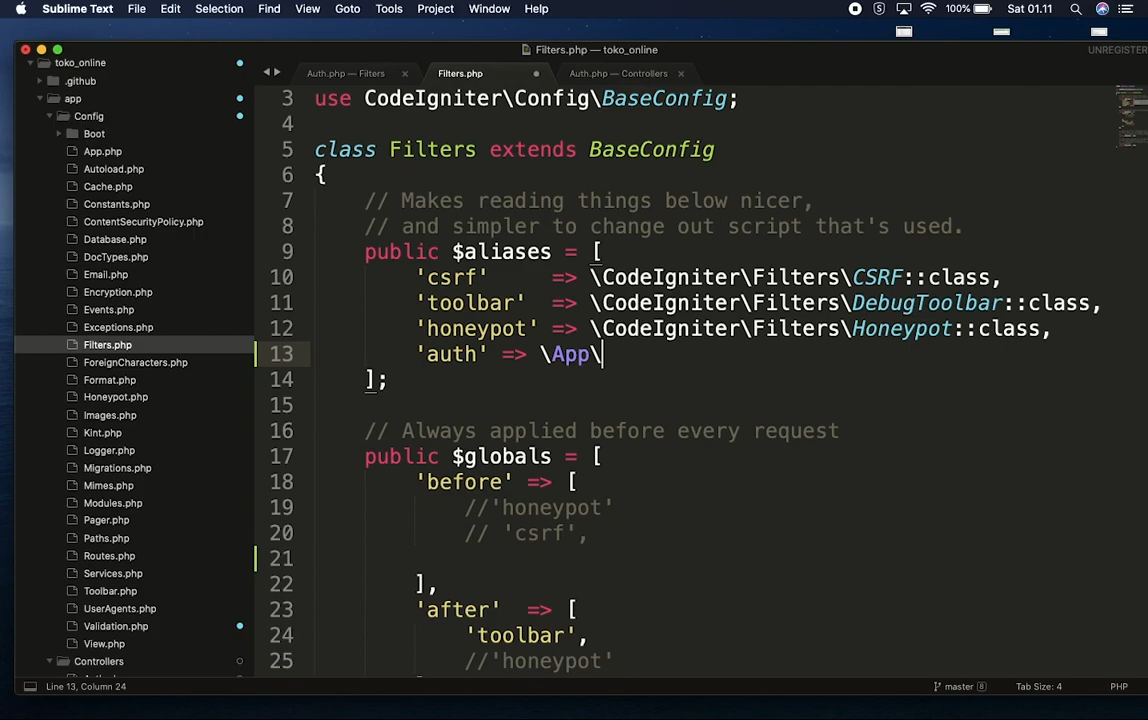 Sublime Text File Edit Selection Find View Goto Tools Project Window Help 100% Sat 01.11
Filters.php — toko_online UNREGISTER
toko_online Auth.php — Filters Filters.php Auth.php — Controllers
.github
app
Config
Boot
App.php
Autoload.php
Cache.php
Constants.php
ContentSecurityPolicy.php
Database.php
DocTypes.php
Email.php
Encryption.php
Events.php
Exceptions.php
Filters.php
ForeignCharacters.php
Format.php
Honeypot.php
Images.php
Kint.php
Logger.php
Migrations.php
Mimes.php
Modules.php
Pager.php
Paths.php
Routes.php
Services.php
Toolbar.php
UserAgents.php
Validation.php
View.php
Controllers
3 use CodeIgniter\Config\BaseConfig;
4
5 class Filters extends BaseConfig
6 {
7 // Makes reading things below nicer,
8 // and simpler to change out script that's used.
9 public $aliases = [
10 'csrf' => \CodeIgniter\Filters\CSRF::class,
11 'toolbar' => \CodeIgniter\Filters\DebugToolbar::class,
12 'honeypot' => \CodeIgniter\Filters\Honeypot::class,
13 'auth' => \App\
14 ];
15
16 // Always applied before every request
17 public $globals = [
18 'before' => [
19 //'honeypot'
20 // 'csrf',
21
22 ],
23 'after' => [
24 'toolbar',
25 //'honeypot'
Line 13, Column 24 master 8 Tab Size: 4 PHP